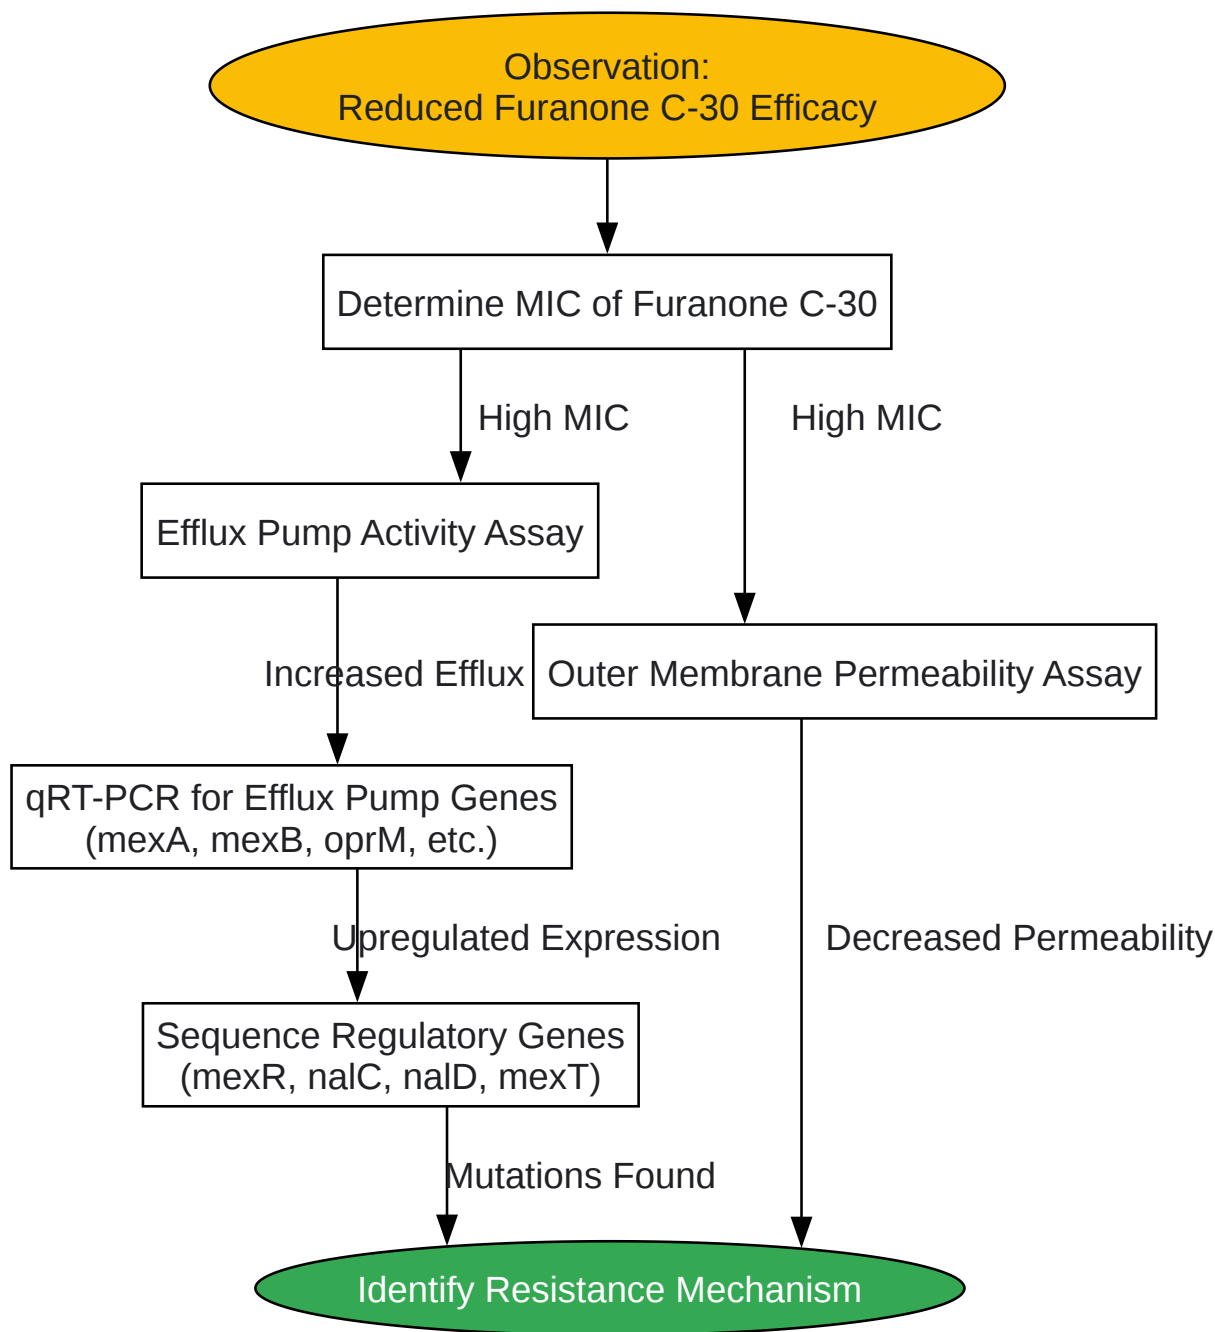 Observation:
Reduced Furanone C-30 Efficacy
Determine MIC of Furanone C-30
High MIC
High MIC
Efflux Pump Activity Assay
Increased Efflux
Outer Membrane Permeability Assay
qRT-PCR for Efflux Pump Genes
(mexA, mexB, oprM, etc.)
Upregulated Expression
Decreased Permeability
Sequence Regulatory Genes
(mexR, nalC, nalD, mexT)
Mutations Found
Identify Resistance Mechanism